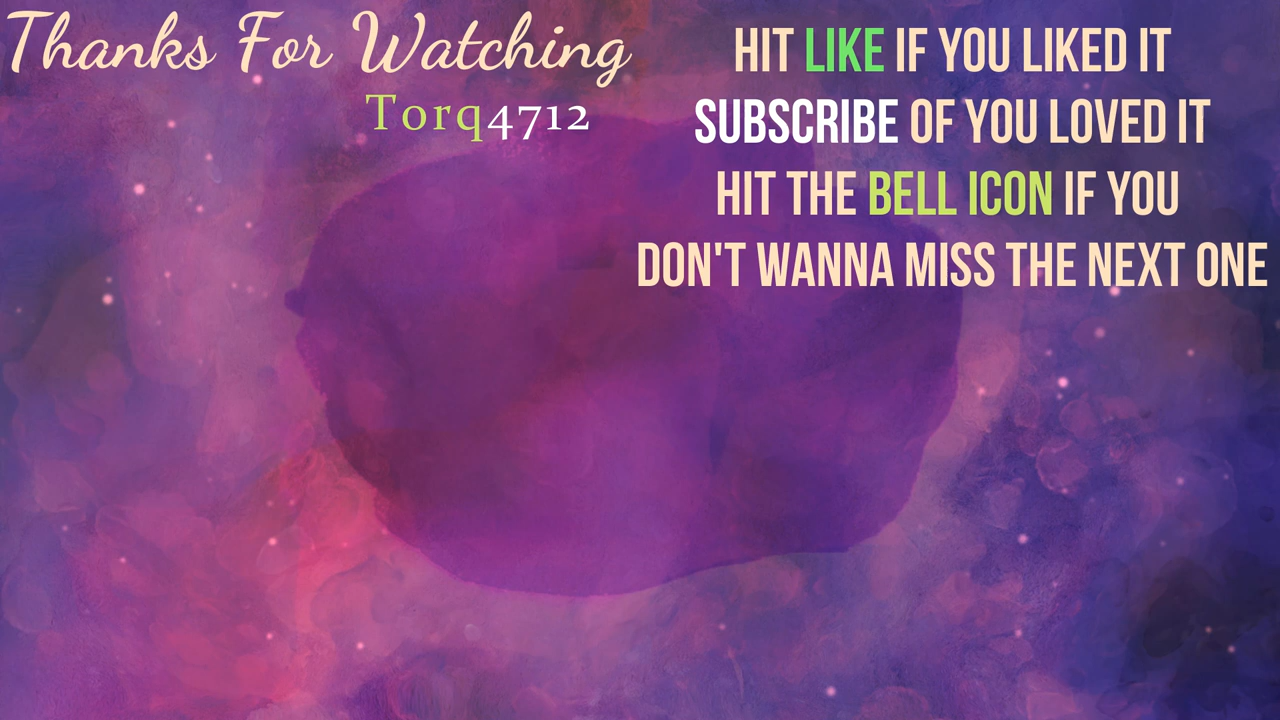 Thanks For Watching
Torq4712
HIT LIKE IF YOU LIKED IT
SUBSCRIBE OF YOU LOVED IT
HIT THE BELL ICON IF YOU
DON'T WANNA MISS THE NEXT ONE